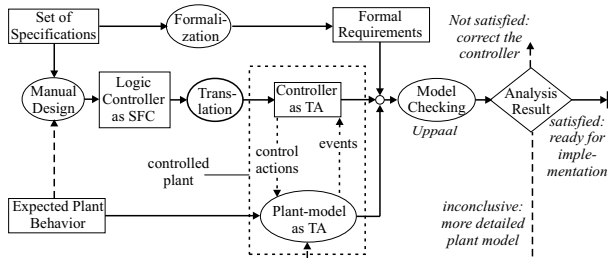 Set of
Specifications
Formali-
zization
Formal
Requirements
Not satisfied:
correct the
controller
Manual
Design
Logic
Controller
as SFC
Trans-
lation
Controller
as TA
Model
Checking
Uppaal
Analysis
Result
satisfied:
ready for
imple-
mentation
controlled
plant
control
actions
events
Expected Plant
Behavior
Plant-model
as TA
inconclusive:
more detailed
plant model